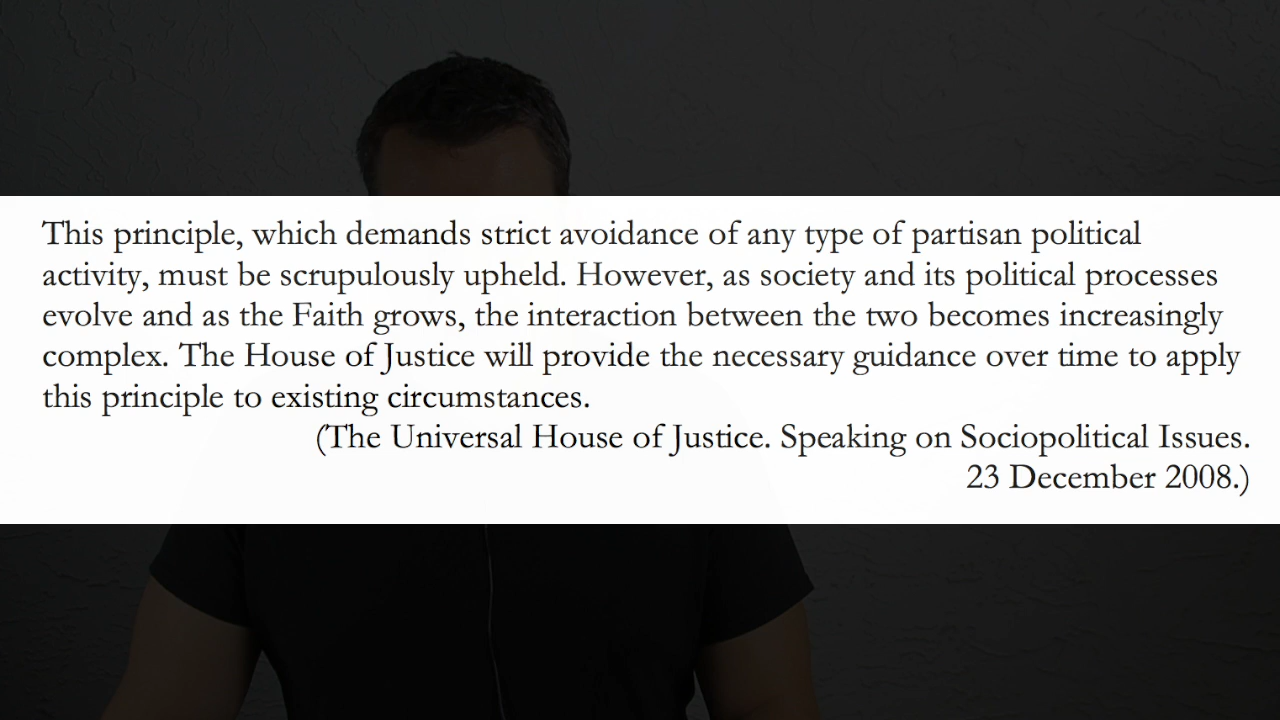 This principle, which demands strict avoidance of any type of partisan political
activity, must be scrupulously upheld. However, as society and its political processes
evolve and as the Faith grows, the interaction between the two becomes increasingly
complex. The House of Justice will provide the necessary guidance over time to apply
this principle to existing circumstances.
(The Universal House of Justice. Speaking on Sociopolitical Issues.
23 December 2008.)